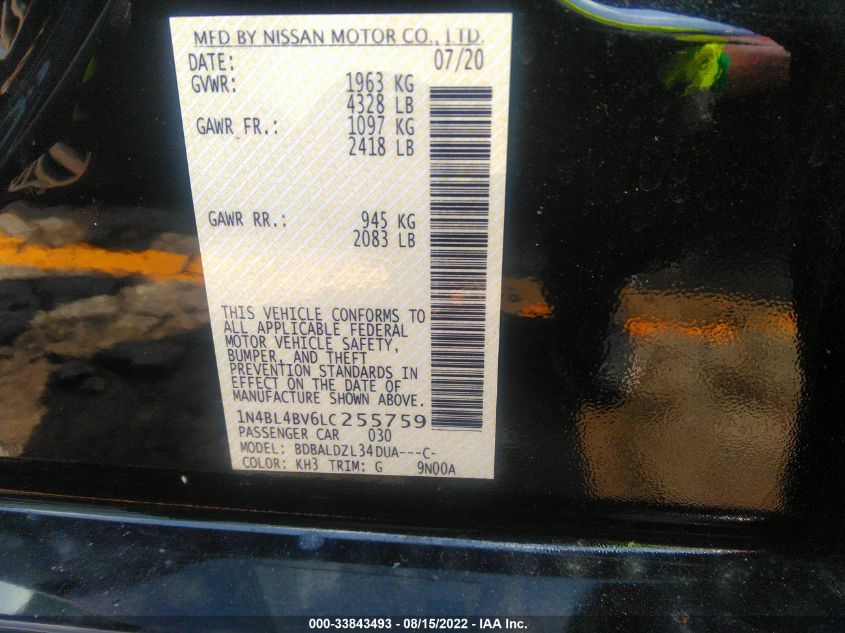 MFD BY NISSAN MOTOR CO., LTD.
DATE: 07/20
GVWR: 1963 KG
4328 LB
GAWR FR.: 1097 KG
2418 LB
GAWR RR.: 945 KG
2083 LB
THIS VEHICLE CONFORMS TO
ALL APPLICABLE FEDERAL
MOTOR VEHICLE SAFETY,
BUMPER, AND THEFT
PREVENTION STANDARDS IN
EFFECT ON THE DATE OF
MANUFACTURE SHOWN ABOVE.
1N4BL4BV6LC255759
PASSENGER CAR 030
MODEL: BDBALDZL34DUA---C-
COLOR: KH3 TRIM: G 9N00A
000-33843493 - 08/15/2022 - IAA Inc.